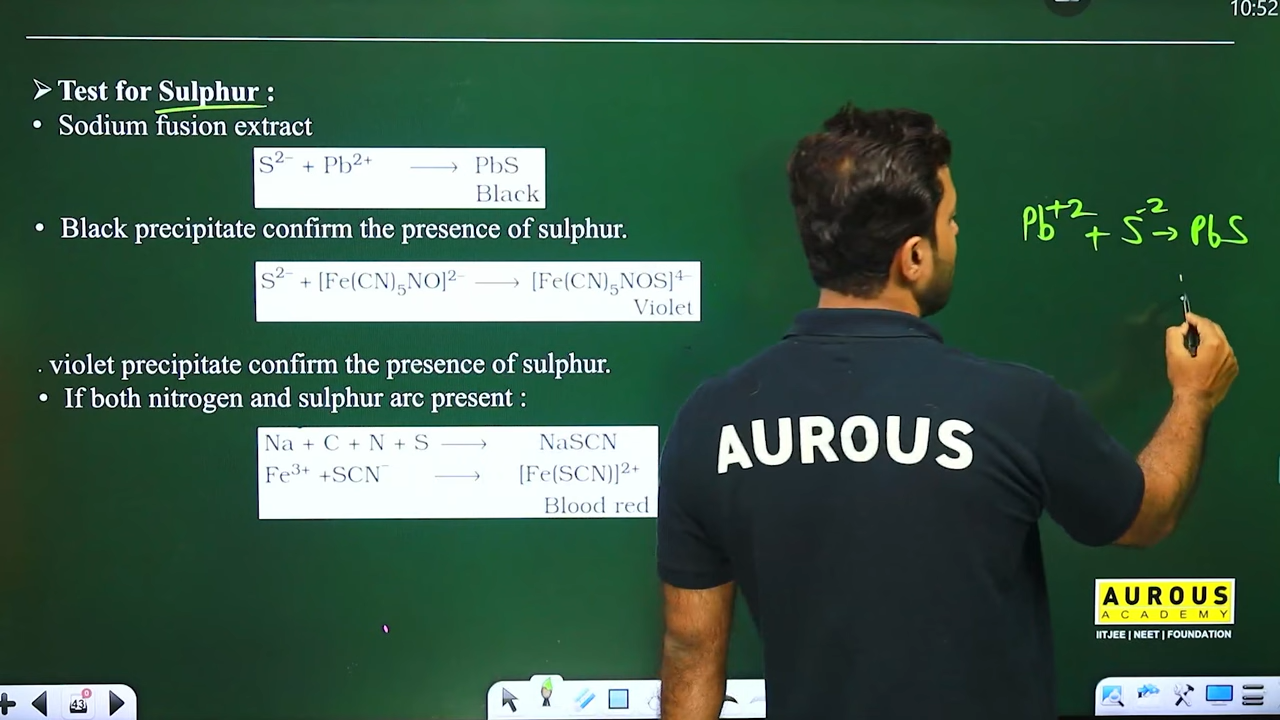 10:52
➢ Test for Sulphur :
• Sodium fusion extract
S²⁻ + Pb²⁺ ⟶ PbS
Black
• Black precipitate confirm the presence of sulphur.
S²⁻ + [Fe(CN)₅NO]²⁻ ⟶ [Fe(CN)₅NOS]⁴⁻
Violet
. violet precipitate confirm the presence of sulphur.
• If both nitrogen and sulphur arc present :
Na + C + N + S ⟶ NaSCN
Fe³⁺ +SCN⁻ ⟶ [Fe(SCN)]²⁺
Blood red
Pb⁺² + S⁻² → PbS
AUROUS
AUROUS
ACADEMY
IITJEE | NEET | FOUNDATION
43
0